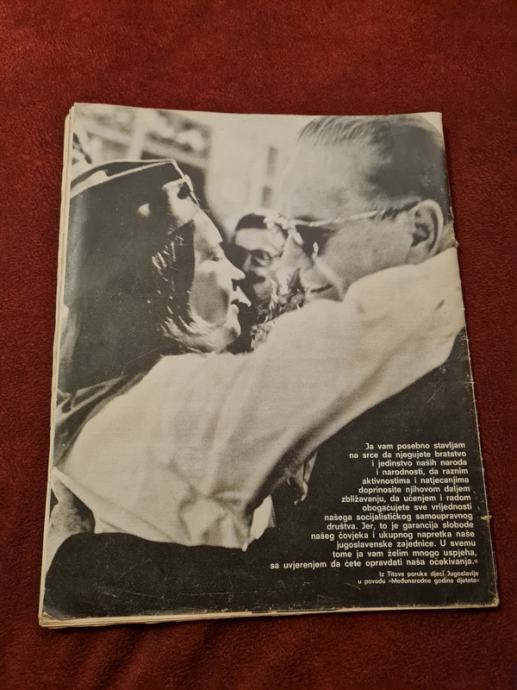 Ja vam posebno stavljam
na srce da njegujete bratstvo
i jedinstvo naših naroda
i narodnosti, da raznim
aktivnostima i natjecanjima
doprinosite njihovom daljem
zbližavanju, da učenjem i radom
obogaćujete sve vrijednosti
našega socijalističkog samoupravnog
društva. Jer, to je garancija slobode
našeg čovjeka i ukupnog napretka naše
jugoslavenske zajednice. U svemu
tome ja vam želim mnogo uspjeha,
sa uvjerenjem da ćete opravdati naša očekivanja.«
Iz Titove poruke djeci Jugoslavije
u povodu »Međunarodne godine djeteta«